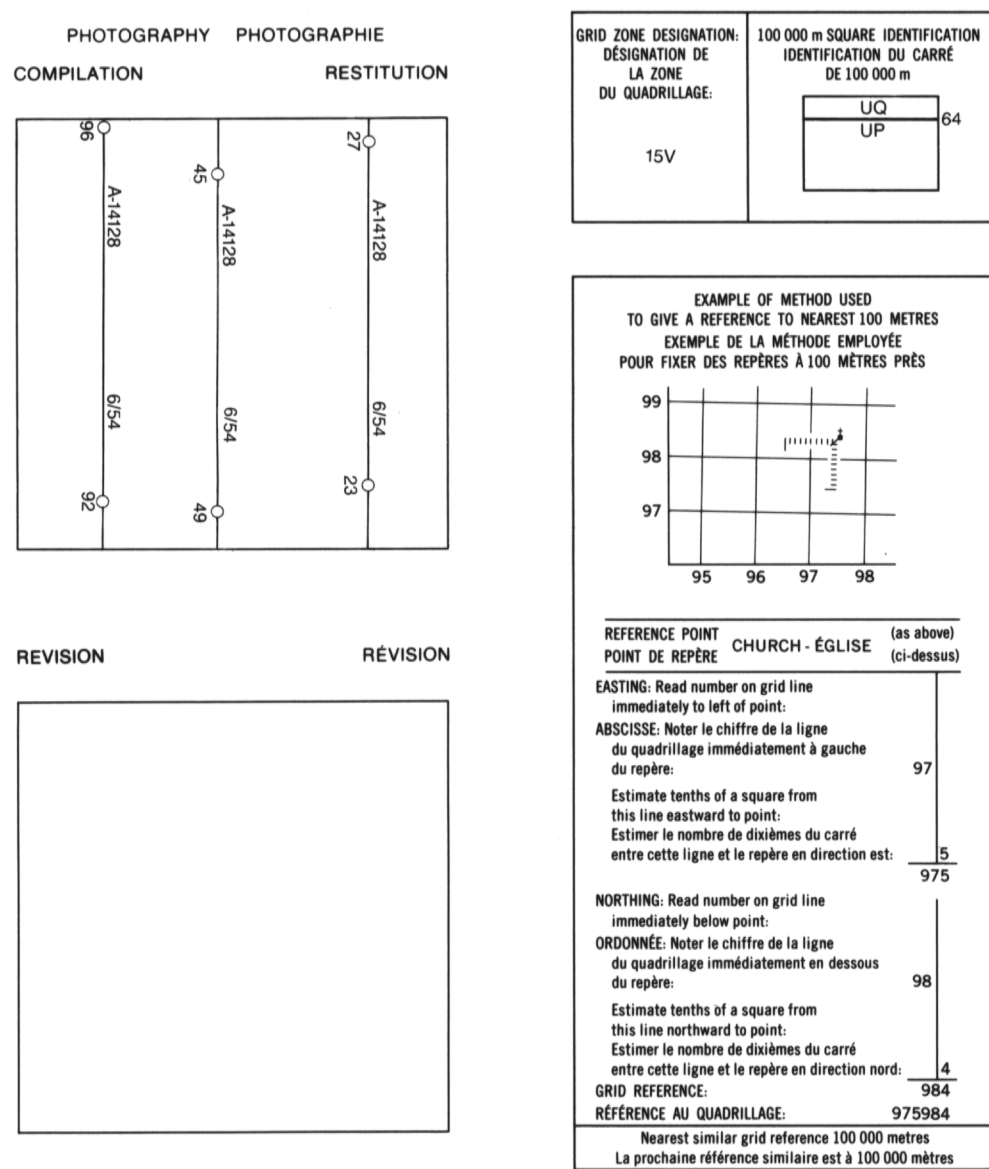 PHOTOGRAPHY PHOTOGRAPHIE
COMPILATION RESTITUTION
96
A-14128
6/54
92
45
A-14128
6/54
49
27
A-14128
6/54
23
REVISION RÉVISION
GRID ZONE DESIGNATION:
DÉSIGNATION DE
LA ZONE
DU QUADRILLAGE:
15V
100 000 m SQUARE IDENTIFICATION
IDENTIFICATION DU CARRÉ
DE 100 000 m
UQ
64
UP
EXAMPLE OF METHOD USED
TO GIVE A REFERENCE TO NEAREST 100 METRES
EXEMPLE DE LA MÉTHODE EMPLOYÉE
POUR FIXER DES REPÈRES À 100 MÈTRES PRÈS
99
98
97
95 96 97 98
REFERENCE POINT
POINT DE REPÈRE
CHURCH - ÉGLISE
(as above)
(ci-dessus)
EASTING: Read number on grid line
immediately to left of point:
ABSCISSE: Noter le chiffre de la ligne
du quadrillage immédiatement à gauche
du repère: 97
Estimate tenths of a square from
this line eastward to point:
Estimer le nombre de dixièmes du carré
entre cette ligne et le repère en direction est: 5
975
NORTHING: Read number on grid line
immediately below point:
ORDONNÉE: Noter le chiffre de la ligne
du quadrillage immédiatement en dessous
du repère: 98
Estimate tenths of a square from
this line northward to point:
Estimer le nombre de dixièmes du carré
entre cette ligne et le repère en direction nord: 4
GRID REFERENCE: 984
RÉFÉRENCE AU QUADRILLAGE: 975984
Nearest similar grid reference 100 000 metres
La prochaine référence similaire est à 100 000 mètres